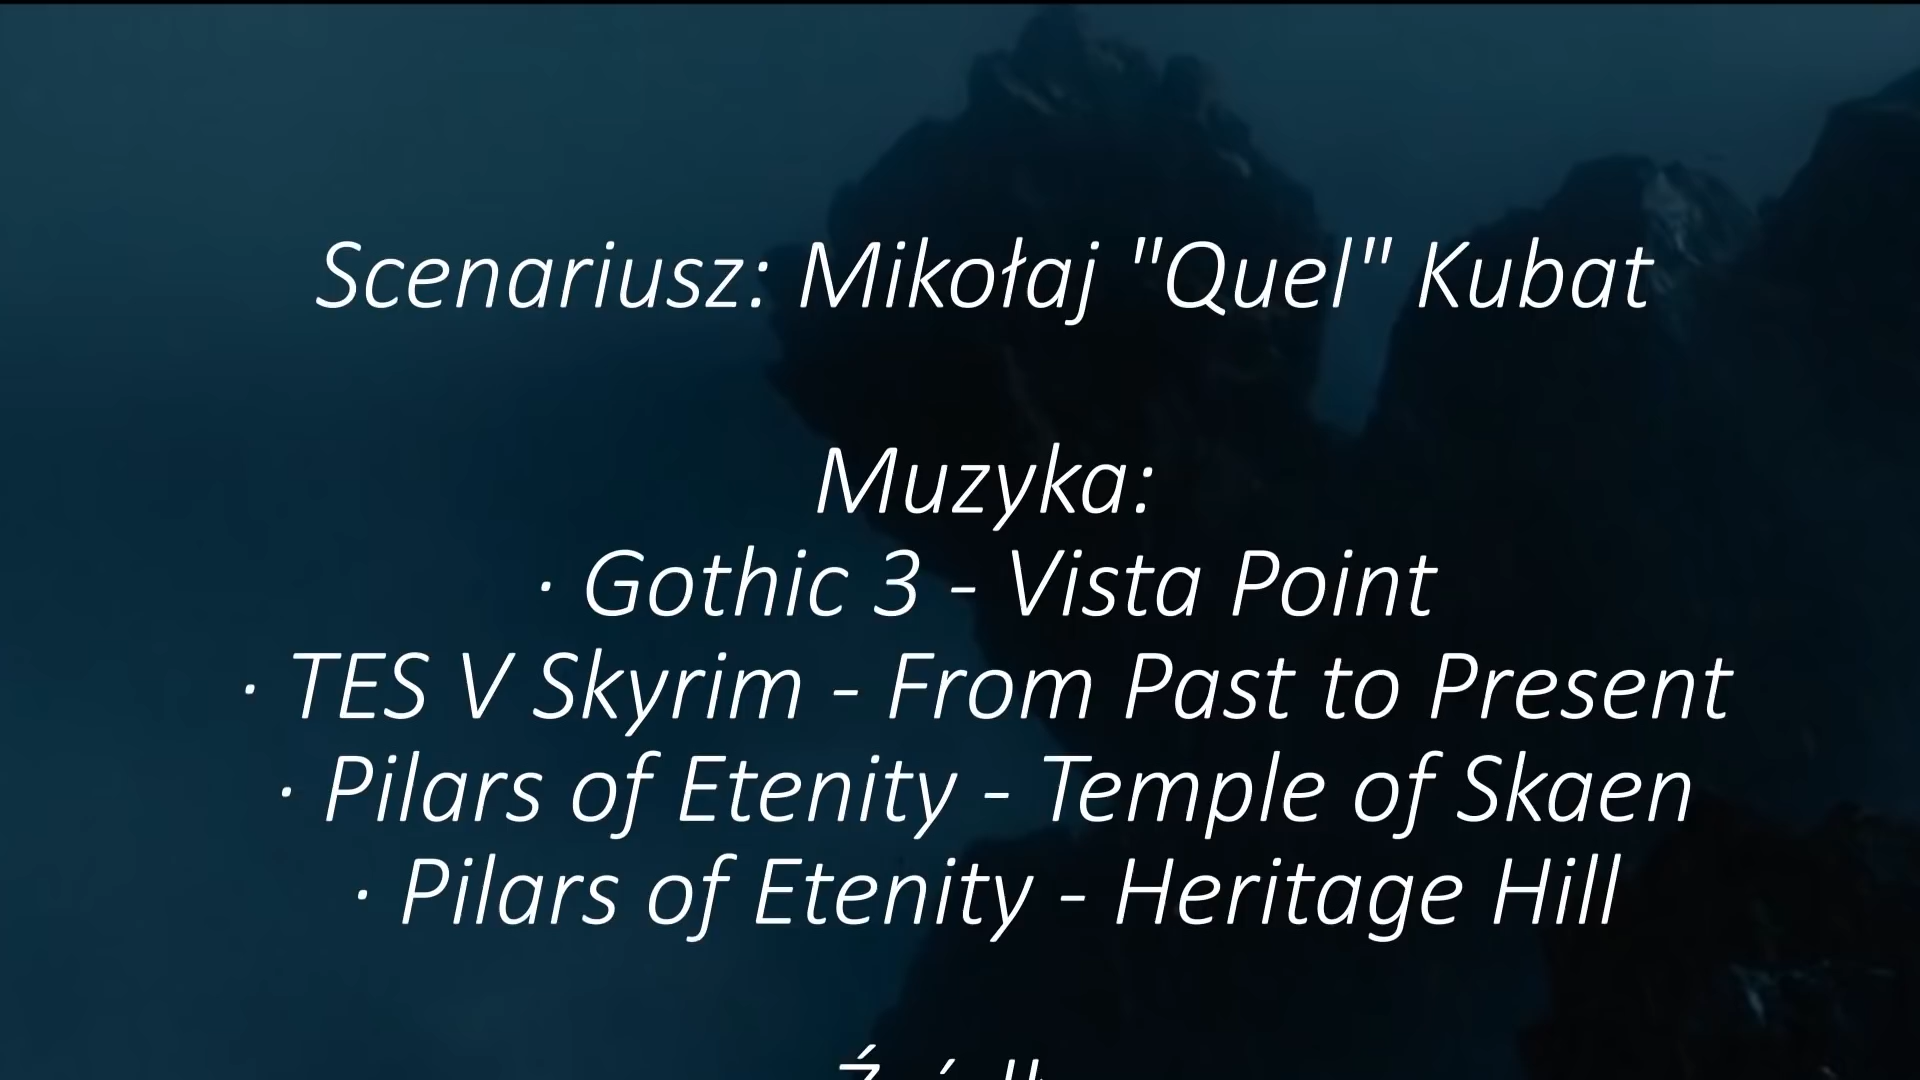 Scenariusz: Mikołaj "Quel" Kubat
Muzyka:
· Gothic 3 - Vista Point
· TES V Skyrim - From Past to Present
· Pilars of Etenity - Temple of Skaen
· Pilars of Etenity - Heritage Hill